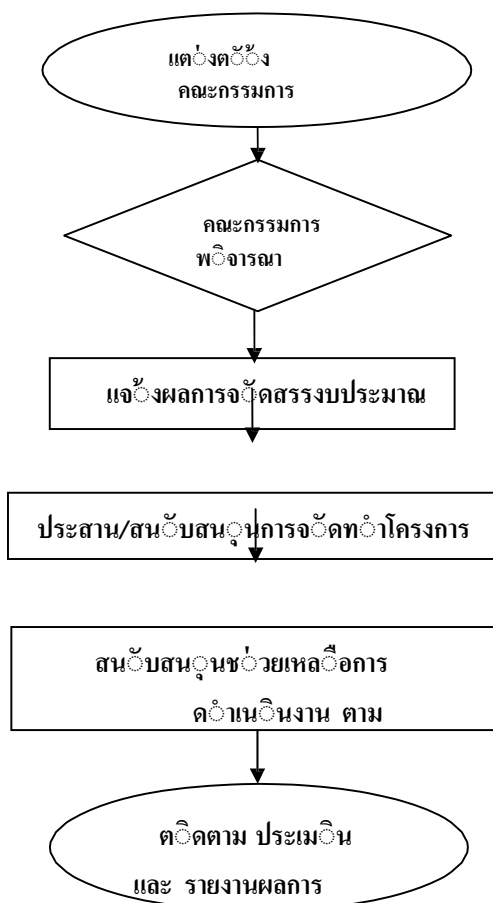 แต่งตั้ง
คณะกรรมการ
คณะกรรมการ
พิจารณา
แจ้งผลการจัดสรรงบประมาณ
ประสาน/สนับสนุนการจัดทำโครงการ
สนับสนุนช่วยเหลือการ
ดำเนินงาน ตาม
ติดตาม ประเมิน
และ รายงานผลการ